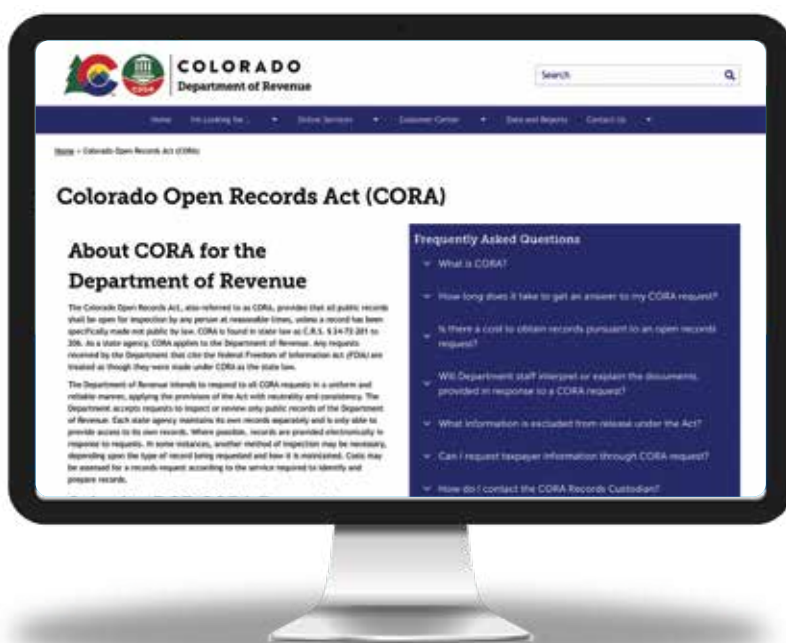 COLORADO
Department of Revenue
CDOR
Search
Home I'm Looking for... Online Services Customer Center Data and Reports Contact Us
Home > Colorado Open Records Act (CORA)
Colorado Open Records Act (CORA)
About CORA for the
Department of Revenue
The Colorado Open Records Act, also referred to as CORA, provides that all public records
shall be open for inspection by any person at reasonable times, unless a record has been
specifically made not public by law. CORA is found in state law as C.R.S. § 24-72-201 to
206. As a state agency, CORA applies to the Department of Revenue. Any requests
received by the Department that cite the federal Freedom of Information Act (FOIA) are
treated as though they were made under CORA as the state law.
The Department of Revenue intends to respond to all CORA requests in a uniform and
reliable manner, applying the provisions of the Act with neutrality and consistency. The
Department accepts requests to inspect or review only public records of the Department
of Revenue. Each state agency maintains its own records separately and is only able to
provide access to its own records. Where possible, records are provided electronically in
response to requests. In some instances, another method of inspection may be necessary,
depending upon the type of record being requested and how it is maintained. Costs may
be assessed for a records request according to the service required to identify and
prepare records.
Frequently Asked Questions
What is CORA?
How long does it take to get an answer to my CORA request?
Is there a cost to obtain records pursuant to an open records
request?
Will Department staff interpret or explain the documents,
provided in response to a CORA request?
What information is excluded from release under the Act?
Can I request taxpayer information through CORA request?
How do I contact the CORA Records Custodian?